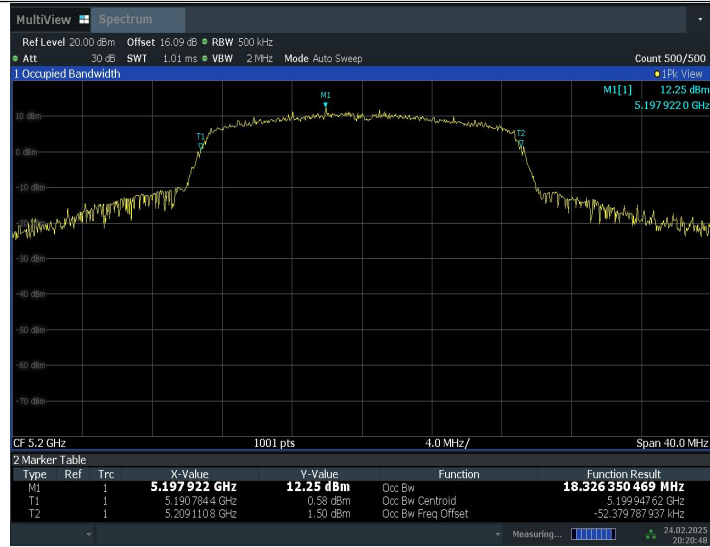 MultiView Spectrum
Ref Level 20.00 dBm Offset 16.09 dB RBW 500 kHz
Att 30 dB SWT 1.01 ms VBW 2 MHz Mode Auto Sweep Count 500/500
1 Occupied Bandwidth 1Pk View
M1[1] 12.25 dBm
5.197 922 0 GHz
M1
10 dBm
T1
T2
0 dBm
-10 dBm
-20 dBm
-30 dBm
-40 dBm
-50 dBm
-60 dBm
-70 dBm
CF 5.2 GHz 1001 pts 4.0 MHz/ Span 40.0 MHz
2 Marker Table
Type Ref Trc X-Value Y-Value Function Function Result
M1 1 5.197 922 GHz 12.25 dBm Occ Bw 18.326 350 469 MHz
T1 1 5.190 784 4 GHz 0.58 dBm Occ Bw Centroid 5.199 947 62 GHz
T2 1 5.209 110 8 GHz 1.50 dBm Occ Bw Freq Offset -52.379 787 937 kHz
Measuring... 24.02.2025
20:20:48